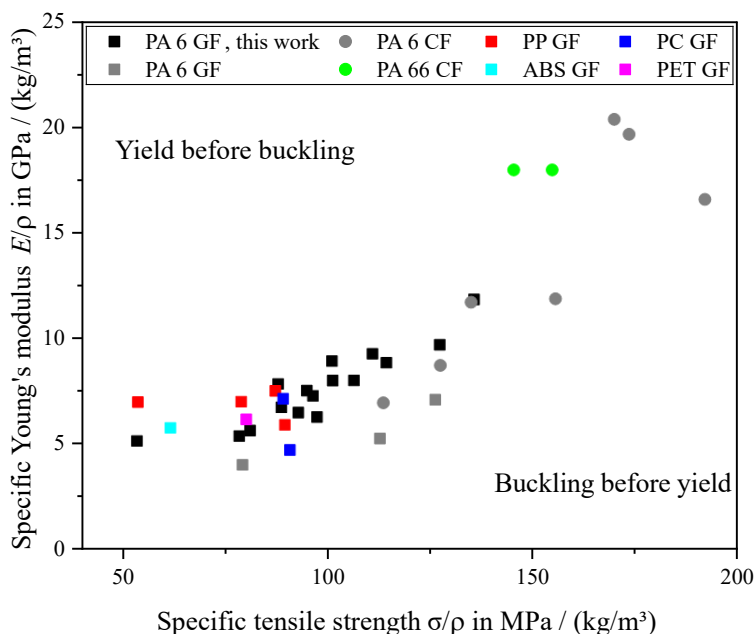 25
20
15
10
5
0
Specific Young's modulus E/ρ in GPa / (kg/m³)
PA 6 GF , this work PA 6 CF PP GF PC GF
PA 6 GF PA 66 CF ABS GF PET GF
Yield before buckling
Buckling before yield
50 100 150 200
Specific tensile strength σ/ρ in MPa / (kg/m³)